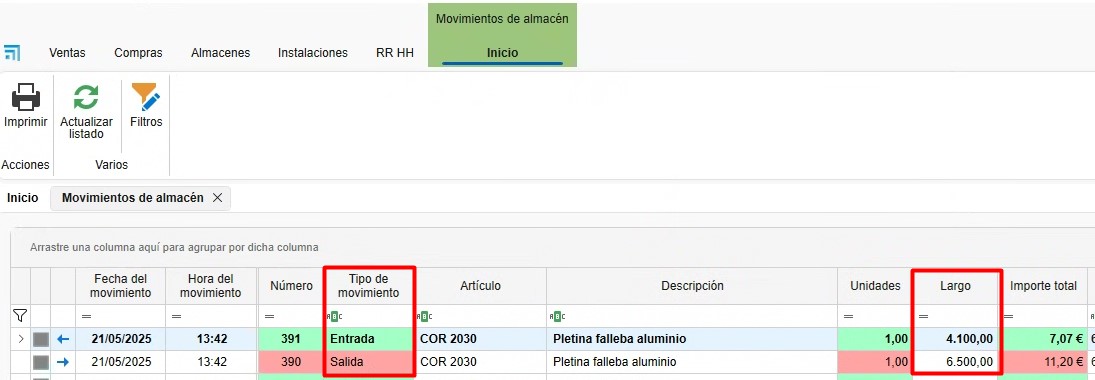 Movimientos de almacén
Ventas Compras Almacenes Instalaciones RR HH Inicio
Imprimir Actualizar listado Filtros
Acciones Varios
Inicio Movimientos de almacén
Arrastre una columna aquí para agrupar por dicha columna
Fecha del movimiento Hora del movimiento Número Tipo de movimiento Artículo Descripción Unidades Largo Importe total
= = = ABC ABC ABC = = =
21/05/2025 13:42 391 Entrada COR 2030 Pletina falleba aluminio 1,00 4.100,00 7,07 €
21/05/2025 13:42 390 Salida COR 2030 Pletina falleba aluminio 1,00 6.500,00 11,20 €